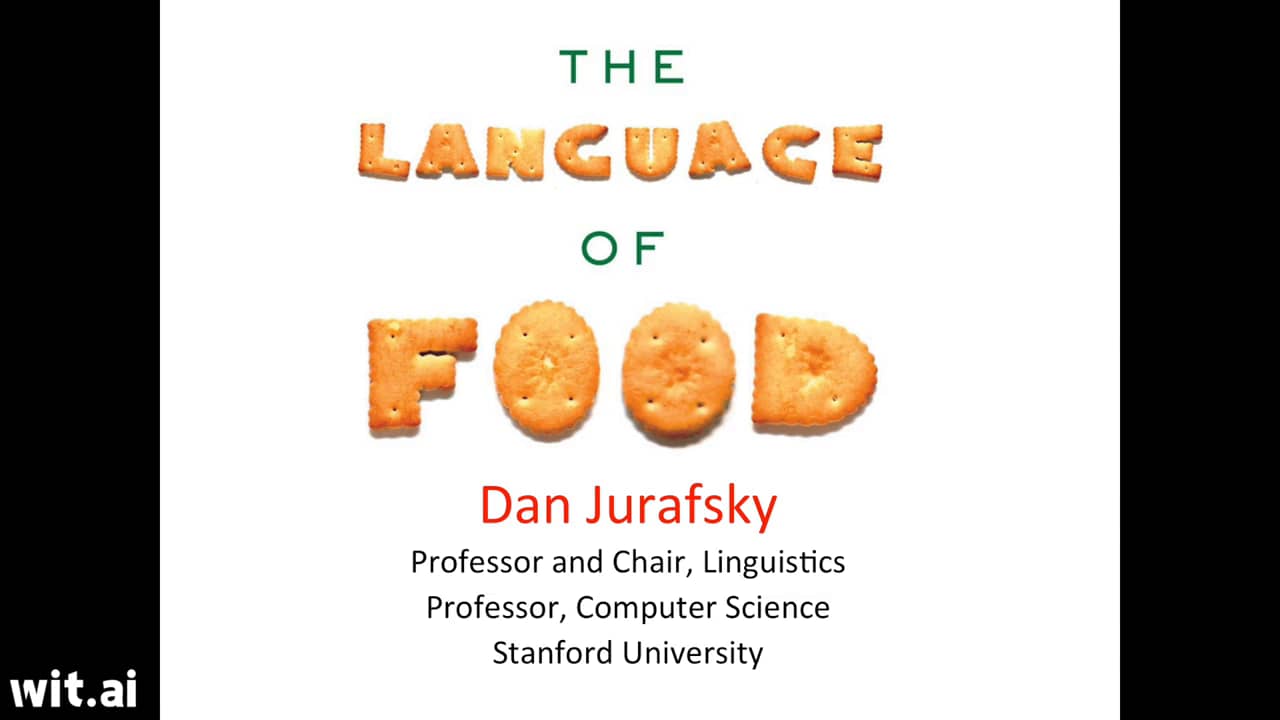 THE
LANGUAGE
OF
FOOD
Dan Jurafsky
Professor and Chair, Linguistics
Professor, Computer Science
Stanford University
wit.ai